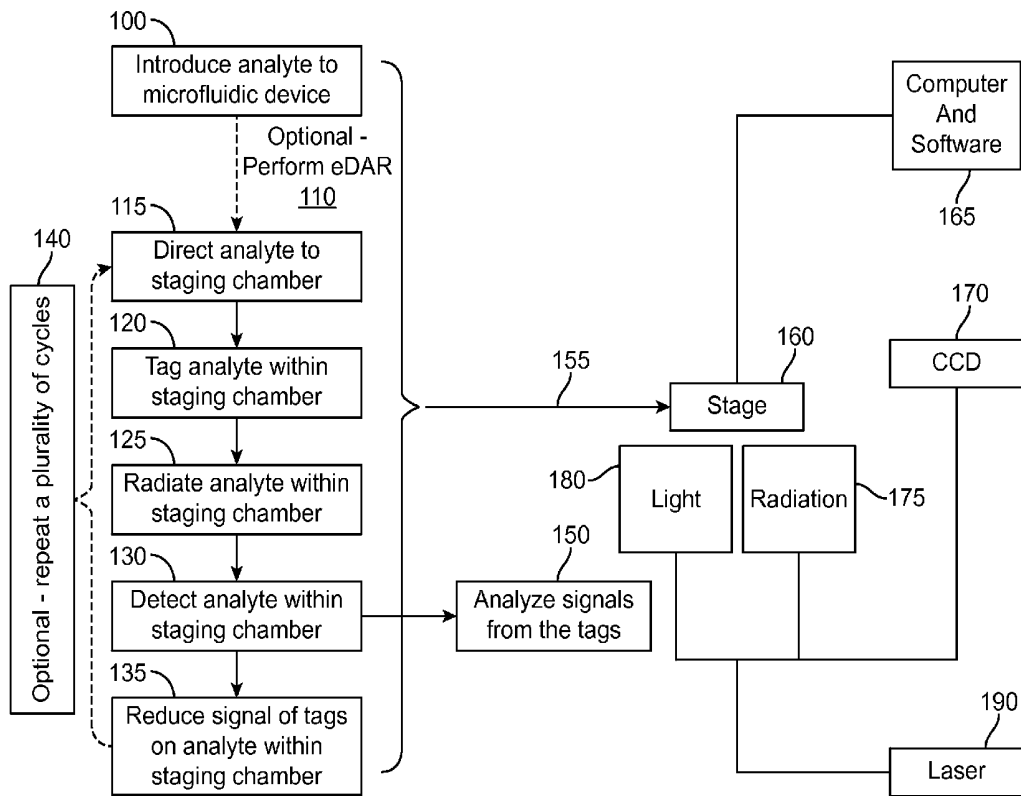 100
Introduce analyte to
microfluidic device
Optional -
Perform eDAR
110
115
Direct analyte to
staging chamber
140
Optional - repeat a plurality of cycles
120
Tag analyte within
staging chamber
125
Radiate analyte within
staging chamber
130
Detect analyte within
staging chamber
135
Reduce signal of tags
on analyte within
staging chamber
150
Analyze signals
from the tags
155
160
Stage
Computer
And
Software
165
170
CCD
180
Light
Radiation
175
190
Laser